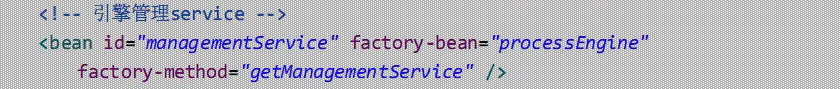 <!-- 引擎管理service -->
<bean id="managementService" factory-bean="processEngine"
factory-method="getManagementService" />